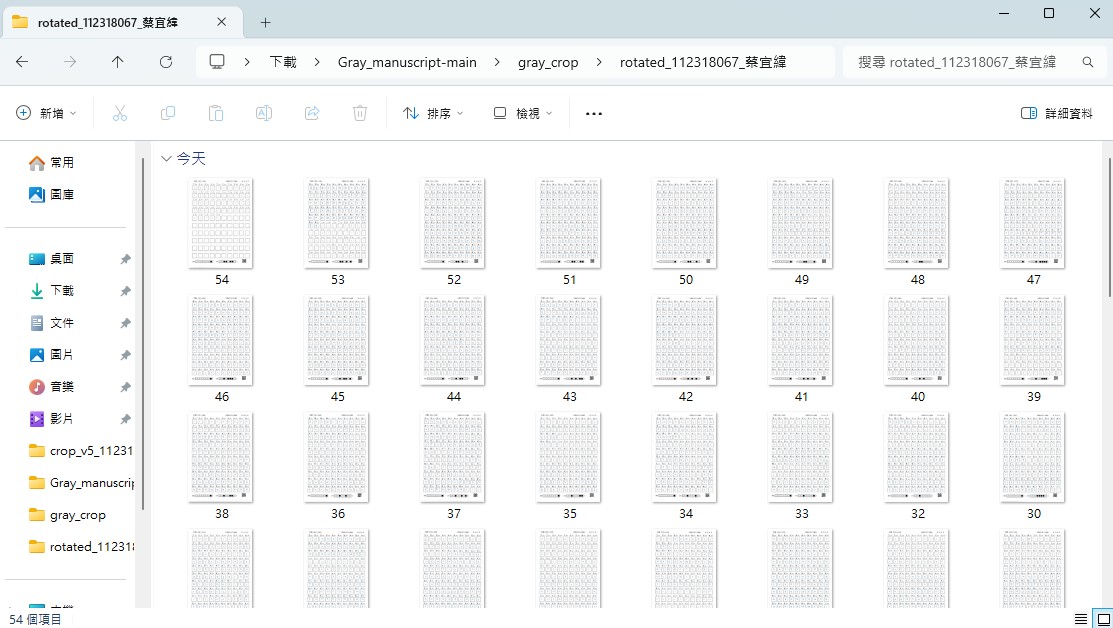 rotated_112318067_蔡宜緯
下載 Gray_manuscript-main gray_crop rotated_112318067_蔡宜緯
搜尋 rotated_112318067_蔡宜緯
新增 排序 檢視 詳細資料
常用
圖庫
桌面
下載
文件
圖片
音樂
影片
crop_v5_11231
Gray_manuscrip
gray_crop
rotated_11231
今天
54 53 52 51 50 49 48 47
46 45 44 43 42 41 40 39
38 36 37 35 34 33 32 30
54 個項目